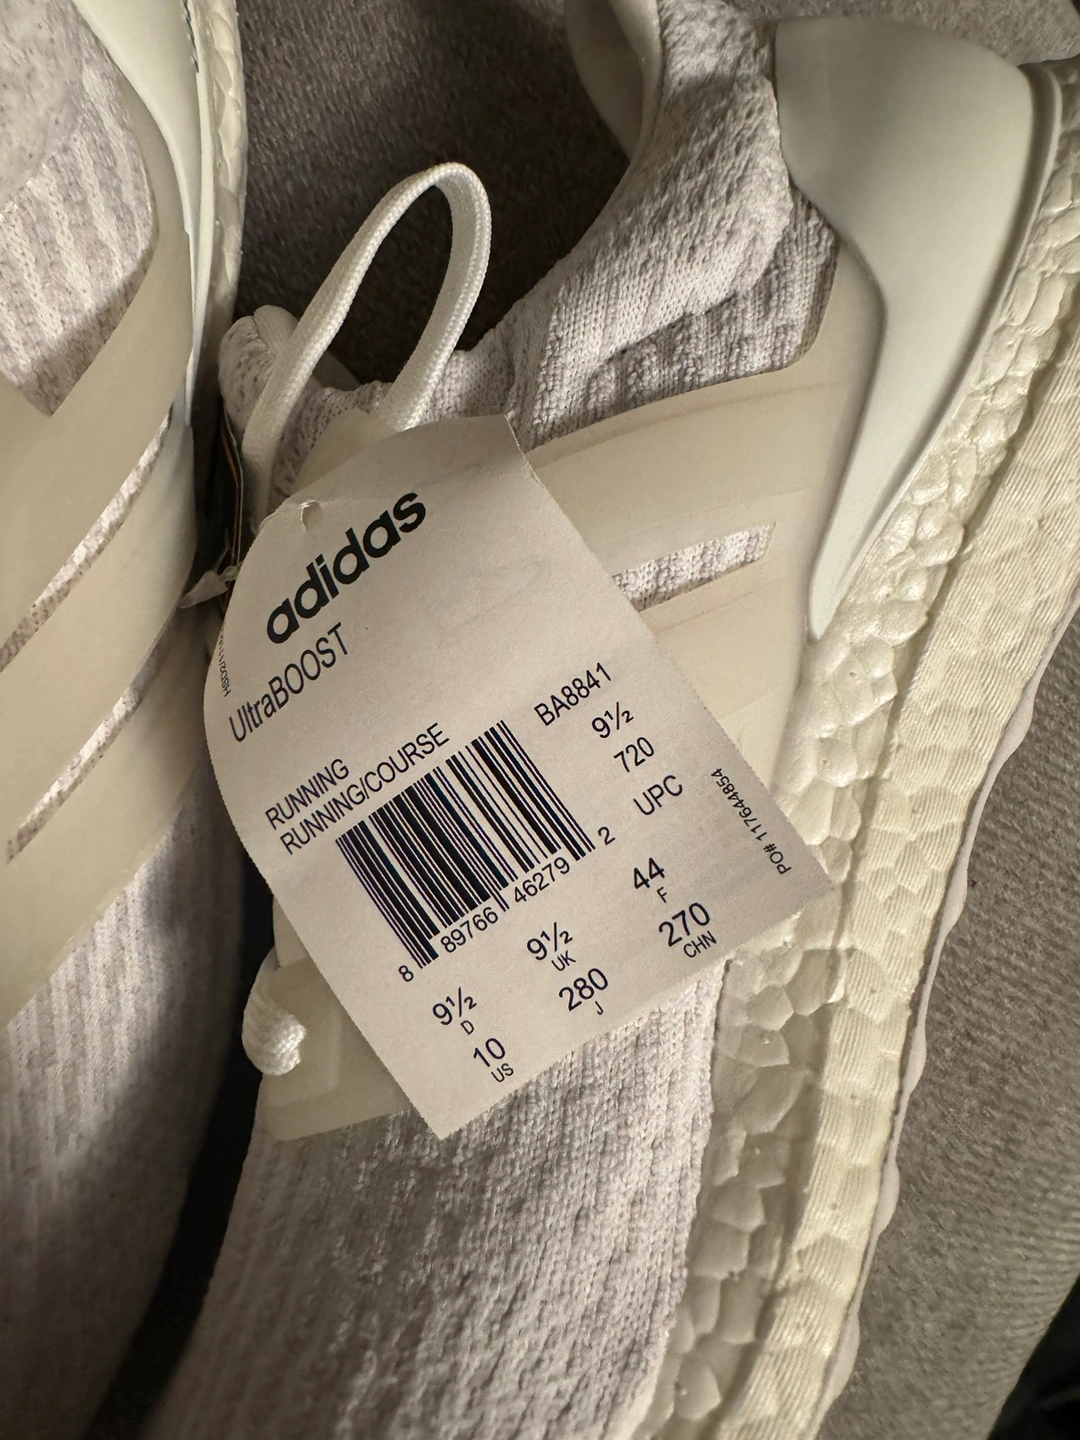 adidas
UltraBOOST
RUNNING
RUNNING/COURSE
BA8841
9½
720
UPC
8 89766 46279 2
PO# 117644854
9½ 9½ 44
D UK F
10 280 270
US J CHN